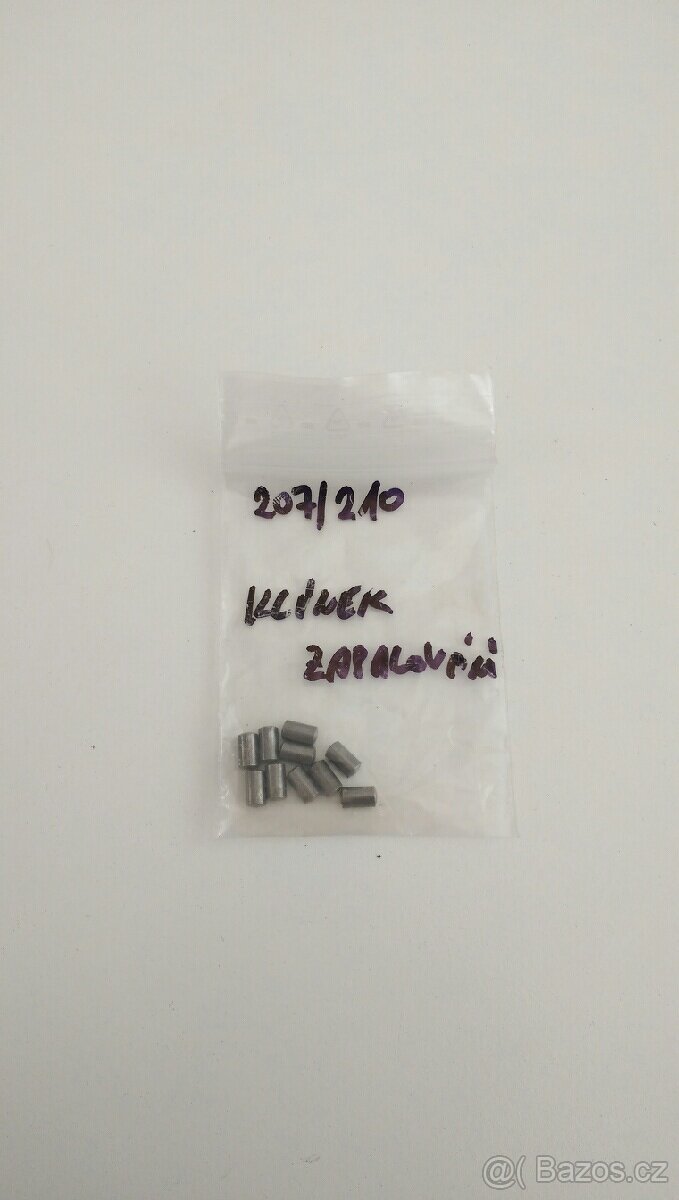 207/210
KLÍNEK
ZAPALOVÁNÍ
@( Bazos.cz